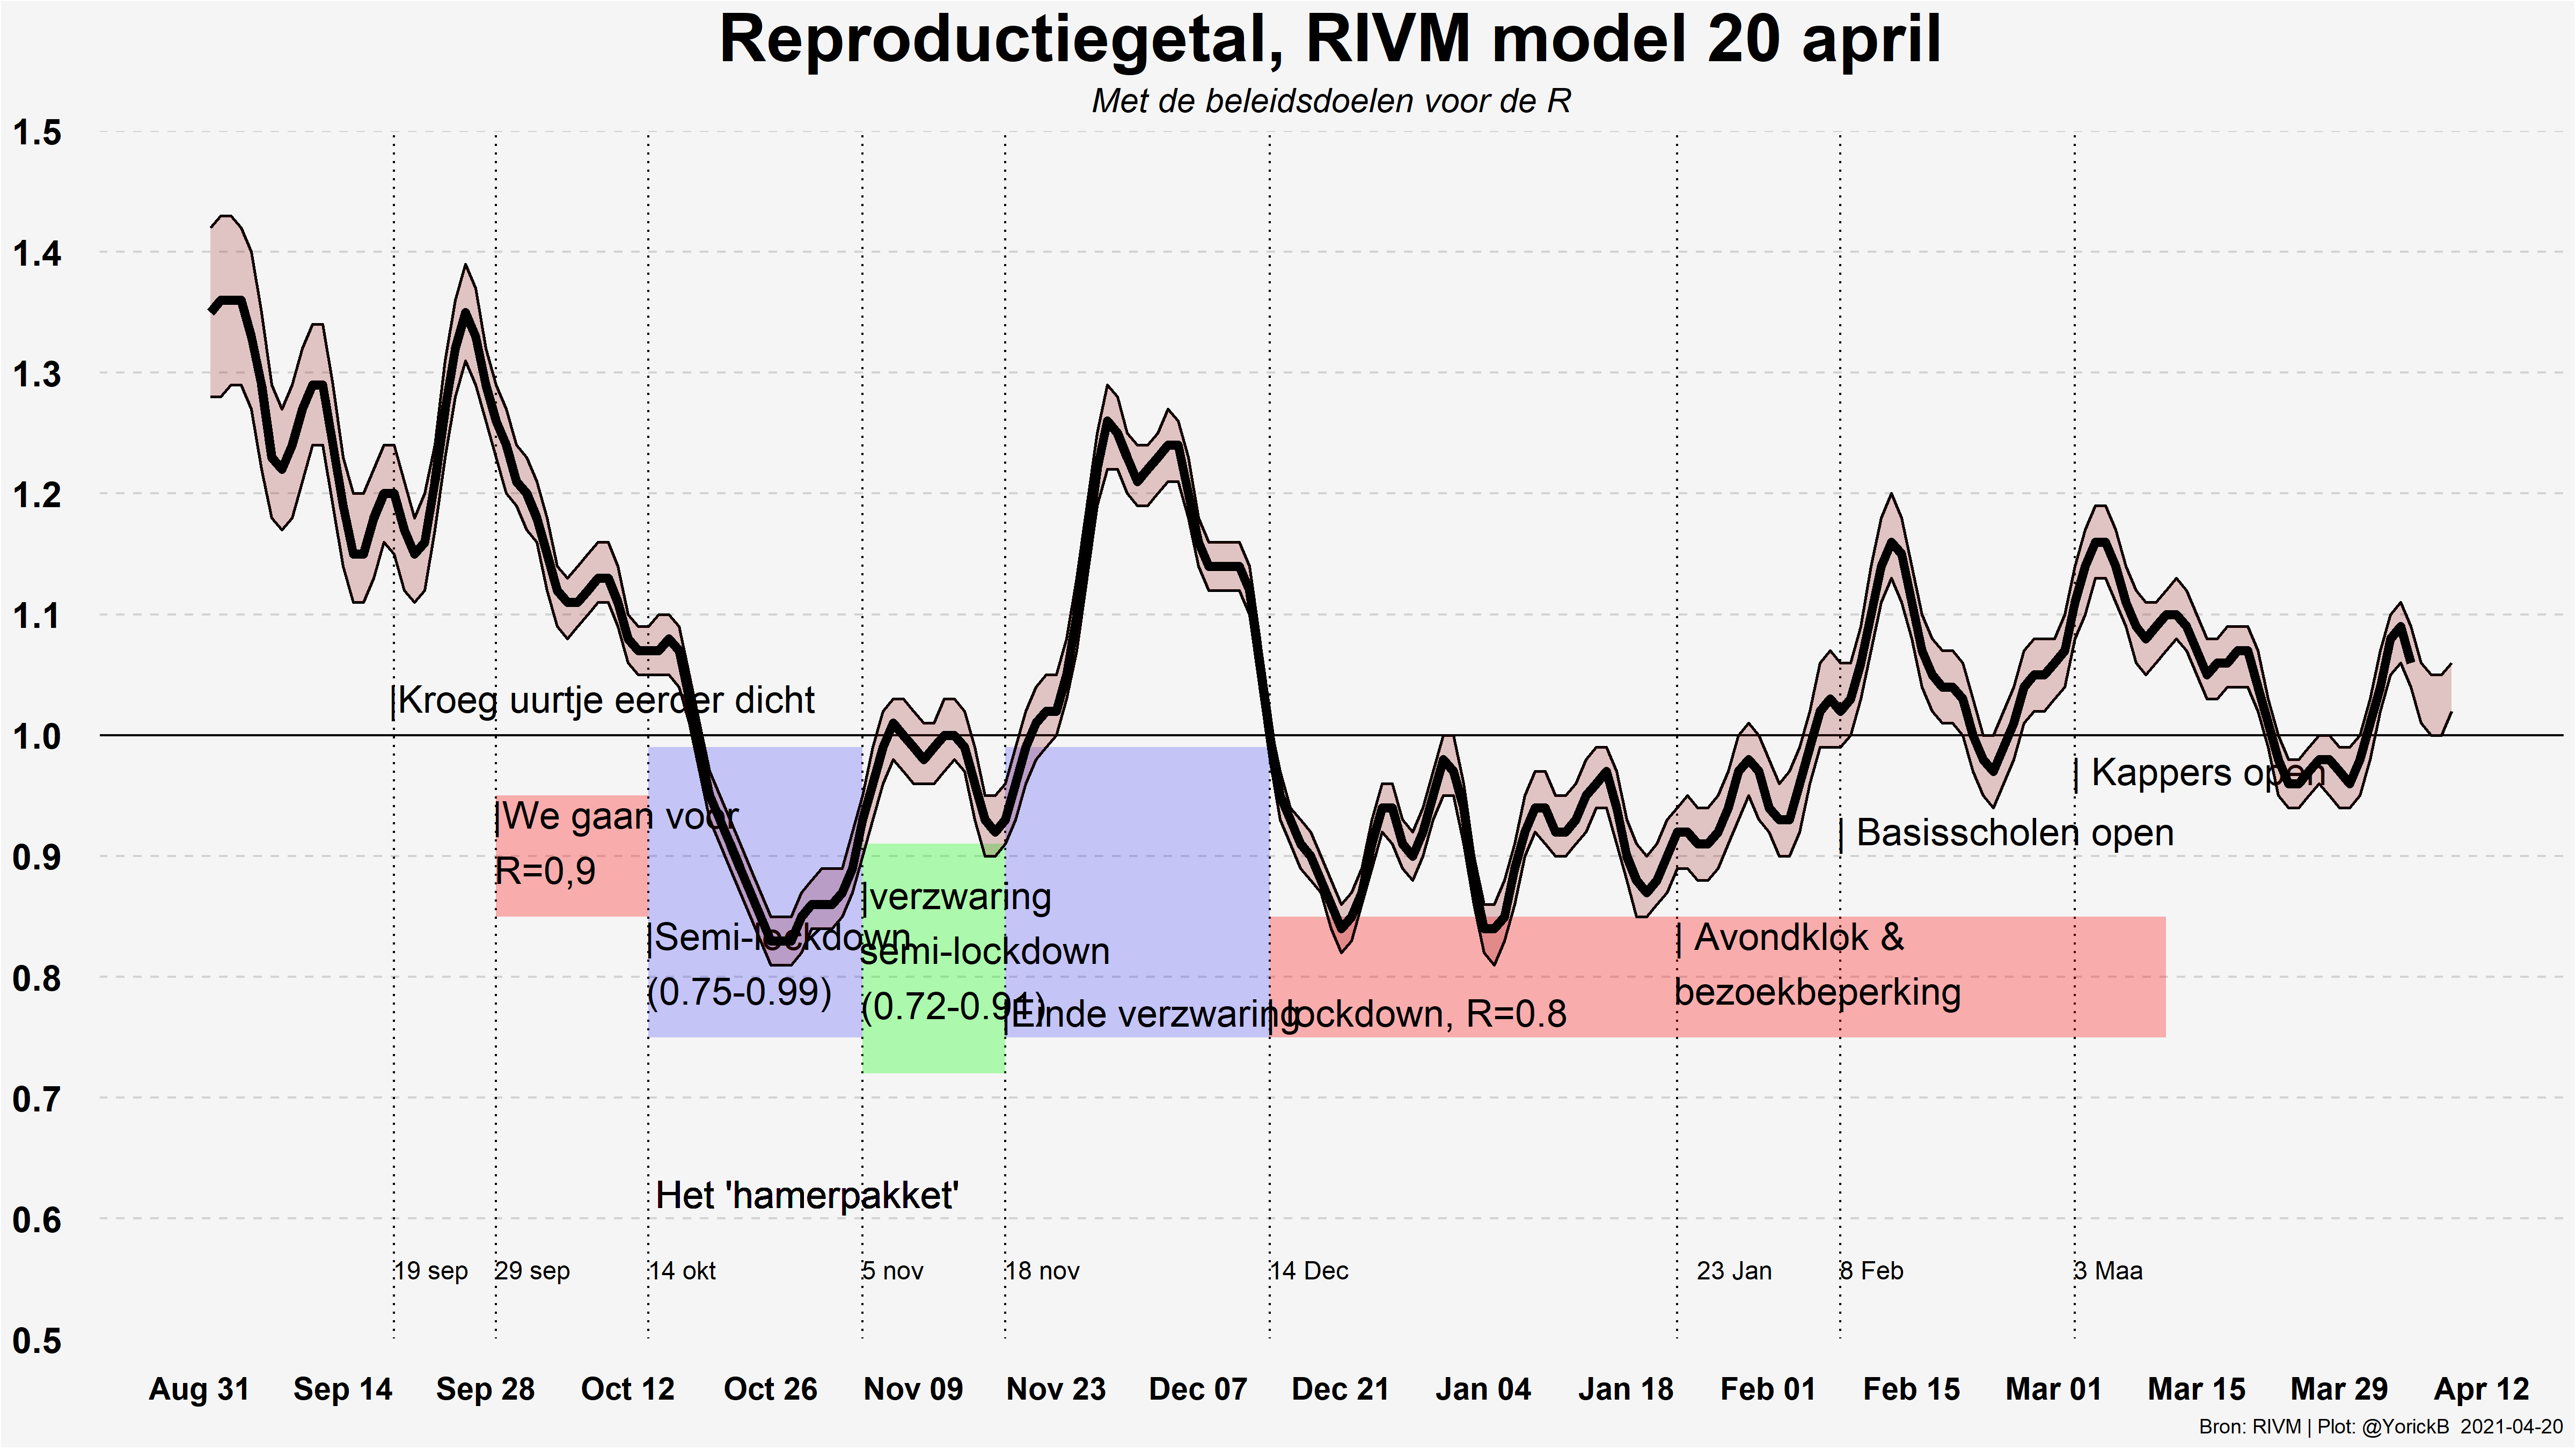 Reproductiegetal, RIVM model 20 april
Met de beleidsdoelen voor de R
1.5
1.4
1.3
1.2
1.1
1.0
0.9
0.8
0.7
0.6
0.5
|Kroeg uurtje eerder dicht
|We gaan voor
R=0,9
|Semi-lockdown
(0.75-0.99)
|verzwaring
semi-lockdown
(0.72-0.91)
|Einde verzwaring
|lockdown, R=0.8
| Avondklok &
bezoekbeperking
| Basisscholen open
| Kappers open
Het 'hamerpakket'
19 sep
29 sep
14 okt
5 nov
18 nov
14 Dec
23 Jan
8 Feb
3 Maa
Aug 31
Sep 14
Sep 28
Oct 12
Oct 26
Nov 09
Nov 23
Dec 07
Dec 21
Jan 04
Jan 18
Feb 01
Feb 15
Mar 01
Mar 15
Mar 29
Apr 12
Bron: RIVM | Plot: @YorickB  2021-04-20